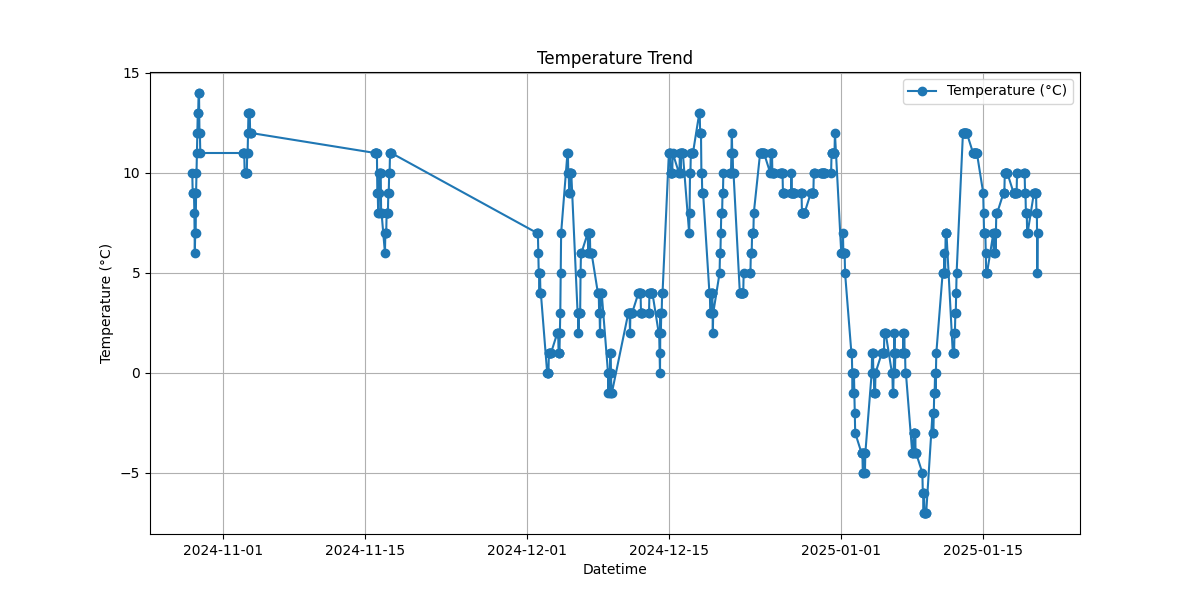 Temperature Trend
Temperature (°C)
15
10
5
0
−5
Temperature (°C)
2024-11-01
2024-11-15
2024-12-01
2024-12-15
2025-01-01
2025-01-15
Datetime